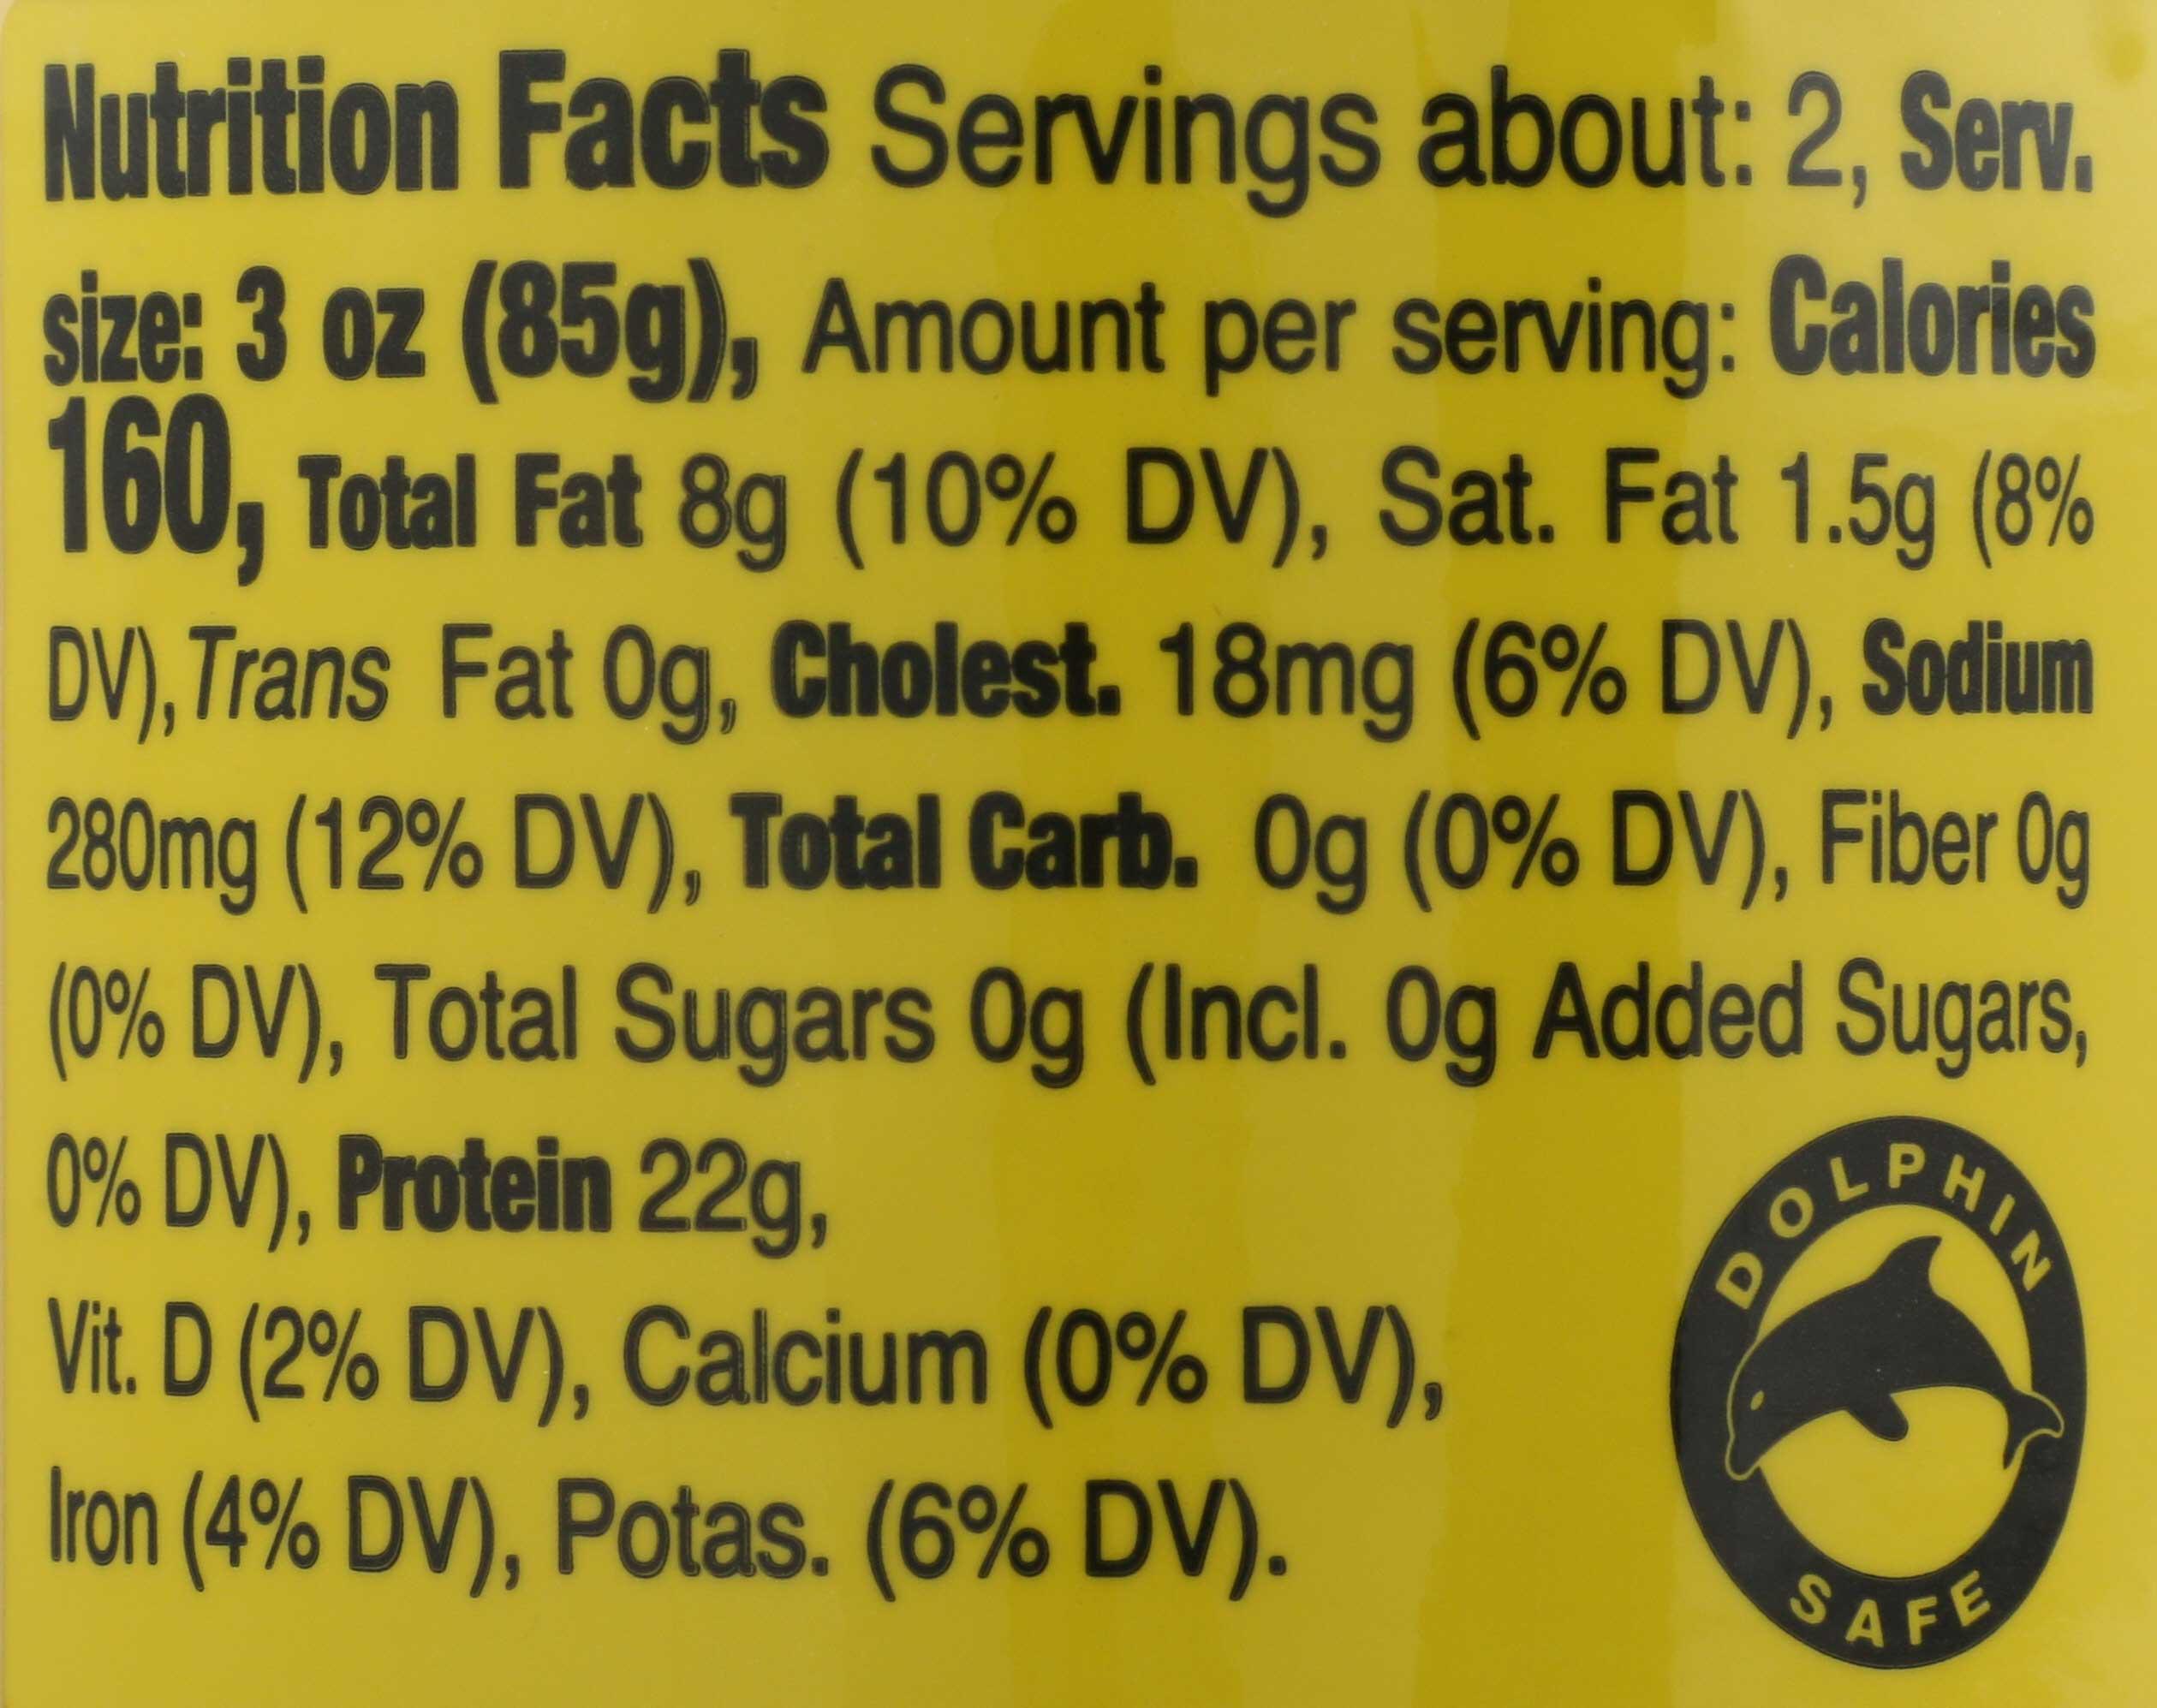 Nutrition Facts Servings about: 2, Serv.
size: 3 oz (85g), Amount per serving: Calories
160, Total Fat 8g (10% DV), Sat. Fat 1.5g (8%
DV), Trans Fat 0g, Cholest. 18mg (6% DV), Sodium
280mg (12% DV), Total Carb. 0g (0% DV), Fiber 0g
(0% DV), Total Sugars 0g (Incl. 0g Added Sugars,
0% DV), Protein 22g,
Vit. D (2% DV), Calcium (0% DV),
Iron (4% DV), Potas. (6% DV).
DOLPHIN
SAFE